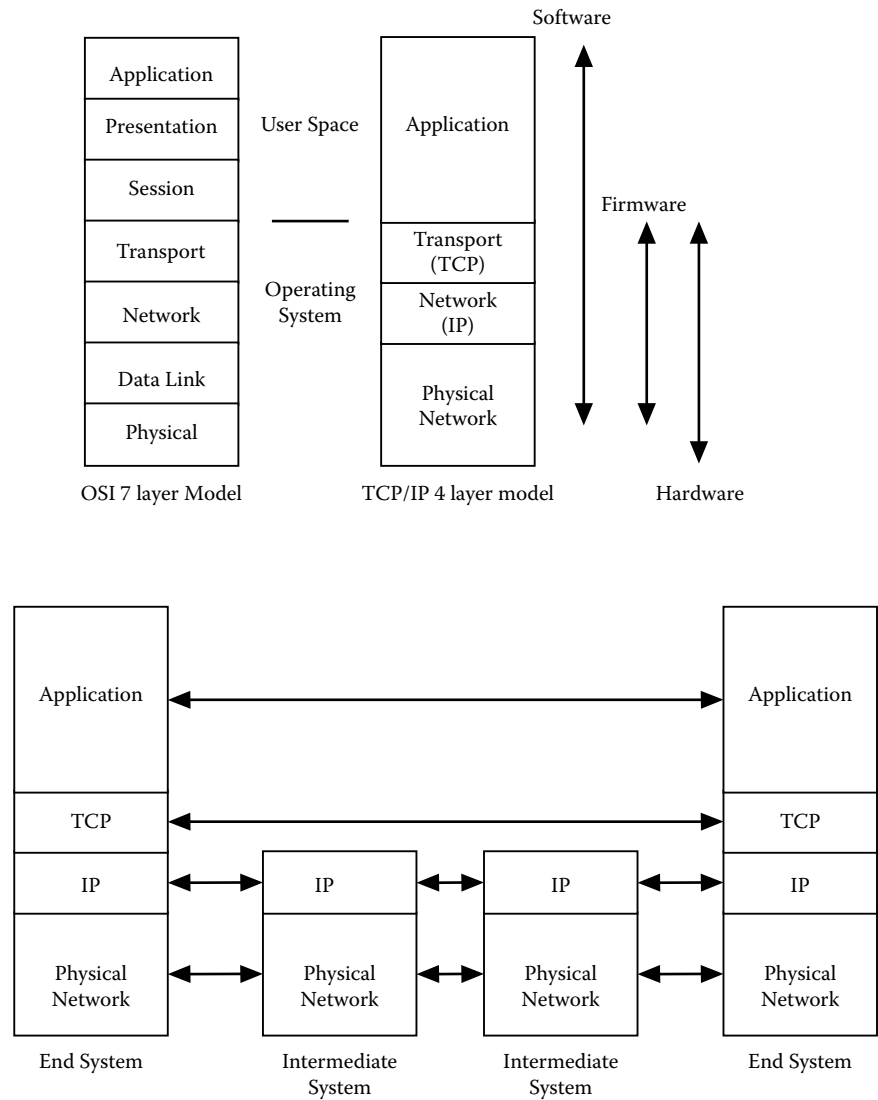 Software
Application
Presentation
Session
Transport
Network
Data Link
Physical
OSI 7 layer Model
User Space
Operating
System
Application
Transport
(TCP)
Network
(IP)
Physical
Network
TCP/IP 4 layer model
Firmware
Hardware
Application
TCP
IP
Physical
Network
End System
IP
Physical
Network
Intermediate
System
IP
Physical
Network
Intermediate
System
Application
TCP
IP
Physical
Network
End System